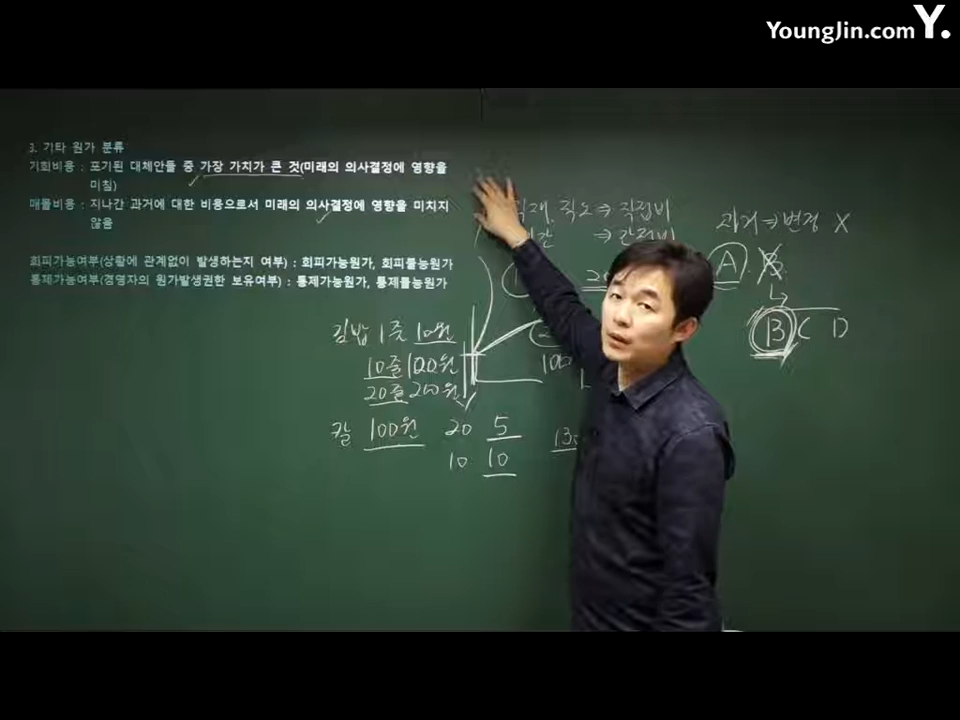 YoungJin.com Y.
3. 기타 원가 분류
기회비용 : 포기된 대체안들 중 가장 가치가 큰 것(미래의 의사결정에 영향을
미침)
매몰비용 : 지나간 과거에 대한 비용으로서 미래의 의사결정에 영향을 미치지
않음
회피가능여부(상황에 관계없이 발생하는지 여부) : 회피가능원가, 회피불능원가
통제가능여부(경영자의 원가발생권한 보유여부) : 통제가능원가, 통제불능원가
직재, 직노 ⇒ 직접비
⇒ 간접비
과거 ⇒ 변경 X
A
B C D
김밥 1줄 10원
10줄 100원
20줄 200원
칼 100원
20 5
10 10